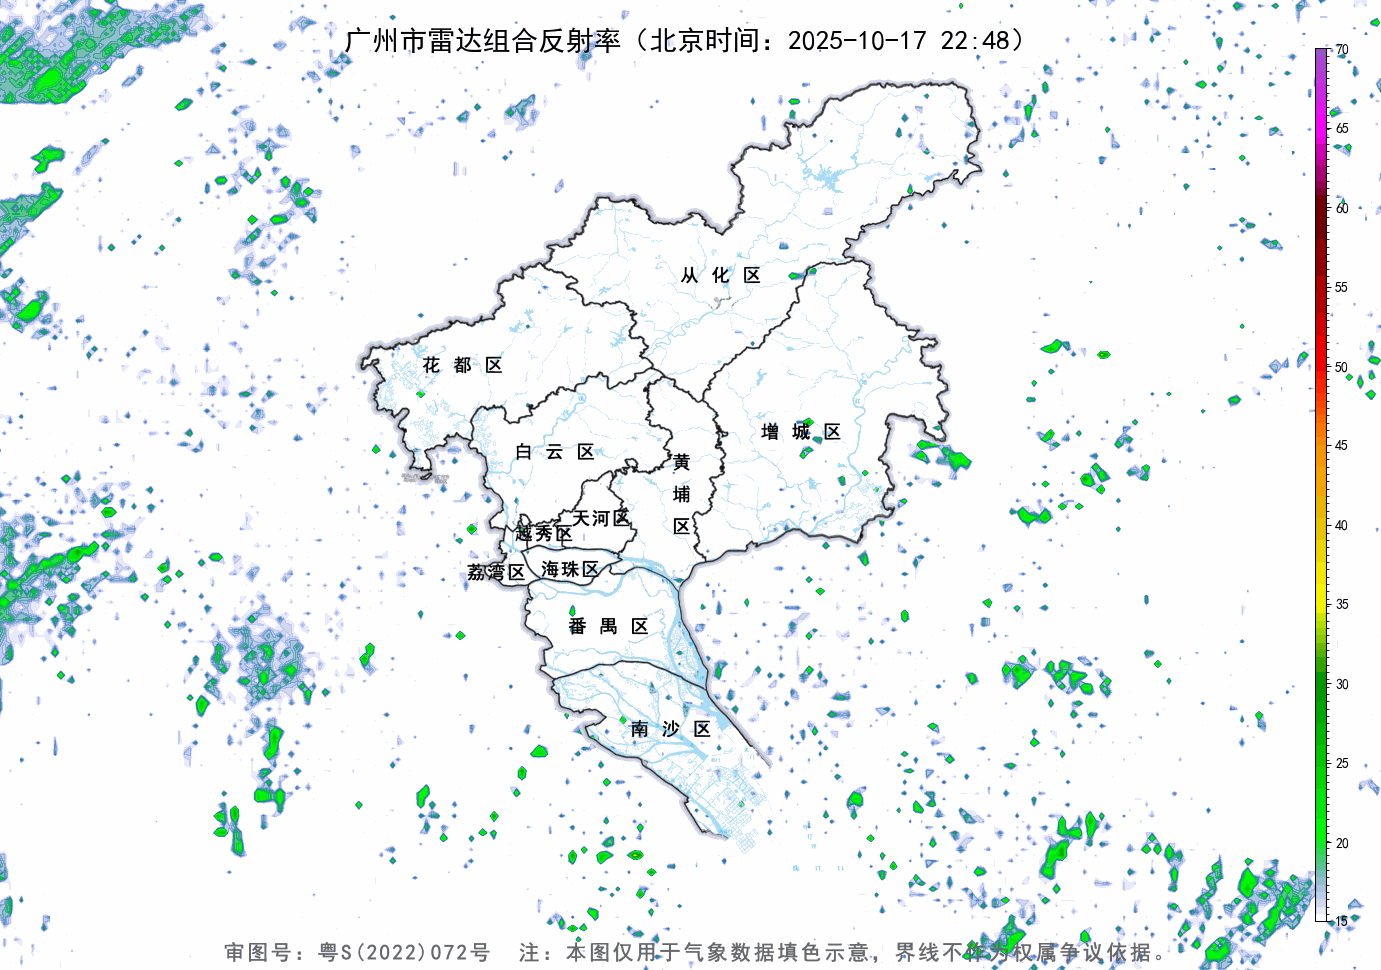 广州市雷达组合反射率（北京时间：2025-10-17 22:48）
70
65
60
55
50
45
40
35
30
25
20
15
从化区
花都区
增城区
白云区
黄埔区
天河区
越秀区
荔湾区
海珠区
番禺区
南沙区
审图号：粤S(2022)072号 注：本图仅用于气象数据填色示意，界线不作为权属争议依据。